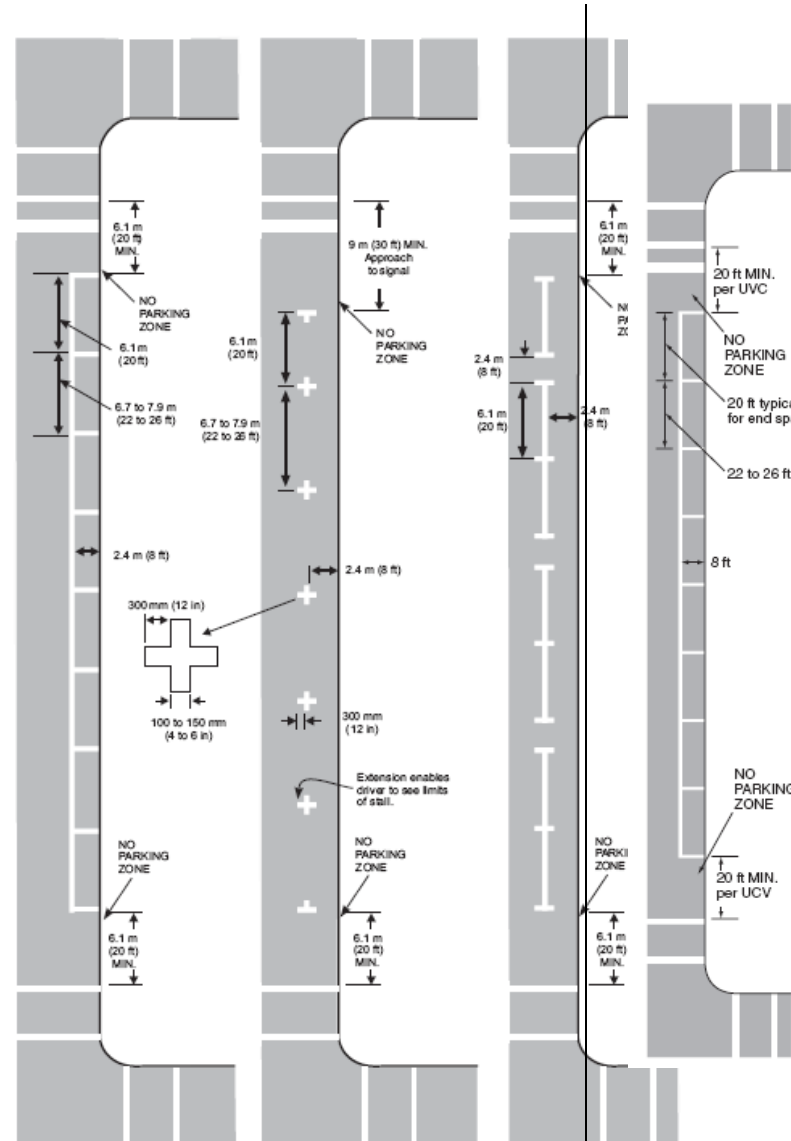 6.1 m
(20 ft)
MIN.
NO
PARKING
ZONE
6.1 m
(20 ft)
6.7 to 7.9 m
(22 to 26 ft)
2.4 m (8 ft)
300 mm (12 in)
100 to 150 mm
(4 to 6 in)
NO
PARKING
ZONE
6.1 m
(20 ft)
MIN.
9 m (30 ft) MIN.
Approach
to signal
NO
PARKING
ZONE
6.1 m
(20 ft)
6.7 to 7.9 m
(22 to 26 ft)
2.4 m (8 ft)
300 mm
(12 in)
Extension enables
driver to see limits
of stall.
NO
PARKING
ZONE
6.1 m
(20 ft)
MIN.
6.1 m
(20 ft)
MIN.
2.4 m
(8 ft)
6.1 m
(20 ft)
2.4 m
(8 ft)
NO
ZONE
6.1 m
(20 ft)
MIN.
20 ft MIN.
per UVC
NO
PARKING
ZONE
20 ft
for end
22 to 26 ft
8 ft
NO
ZONE
20 ft MIN.
per UCV